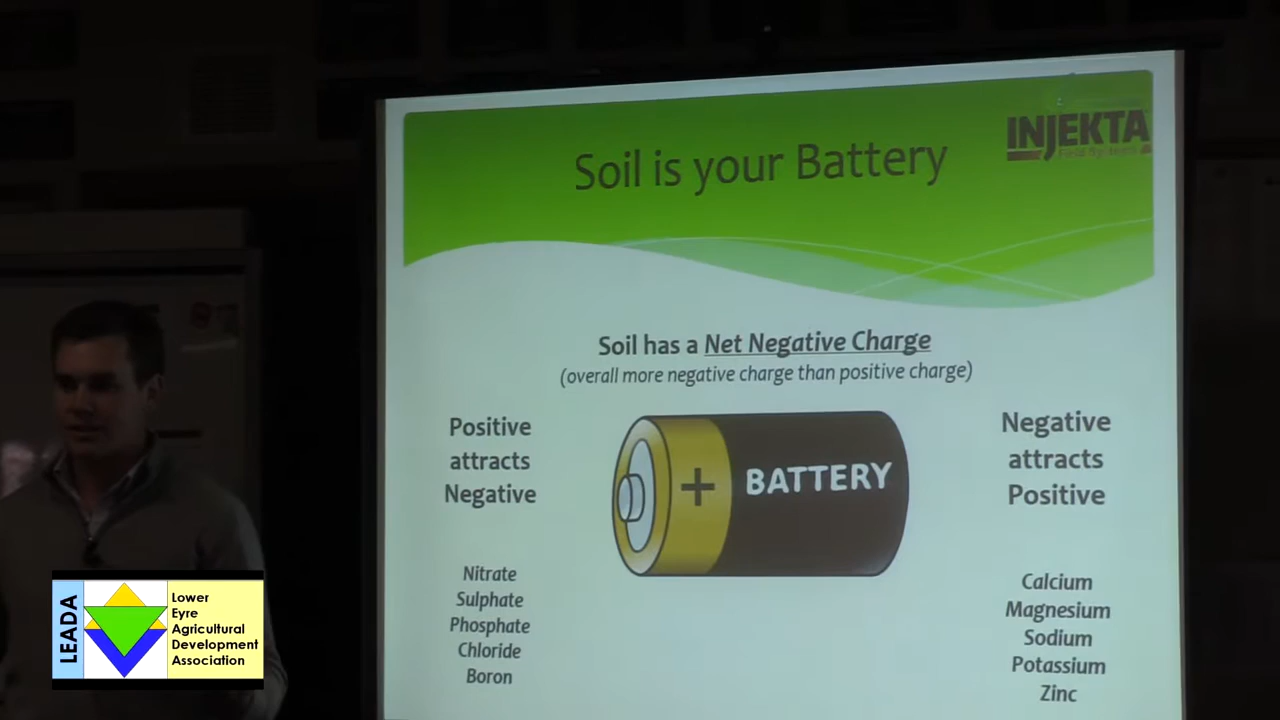 Soil is your Battery
INJEKTA
Soil has a Net Negative Charge
(overall more negative charge than positive charge)
Positive
attracts
Negative
BATTERY
+
Negative
attracts
Positive
Nitrate
Sulphate
Phosphate
Chloride
Boron
Calcium
Magnesium
Sodium
Potassium
Zinc
LEADA
Lower
Eyre
Agricultural
Development
Association